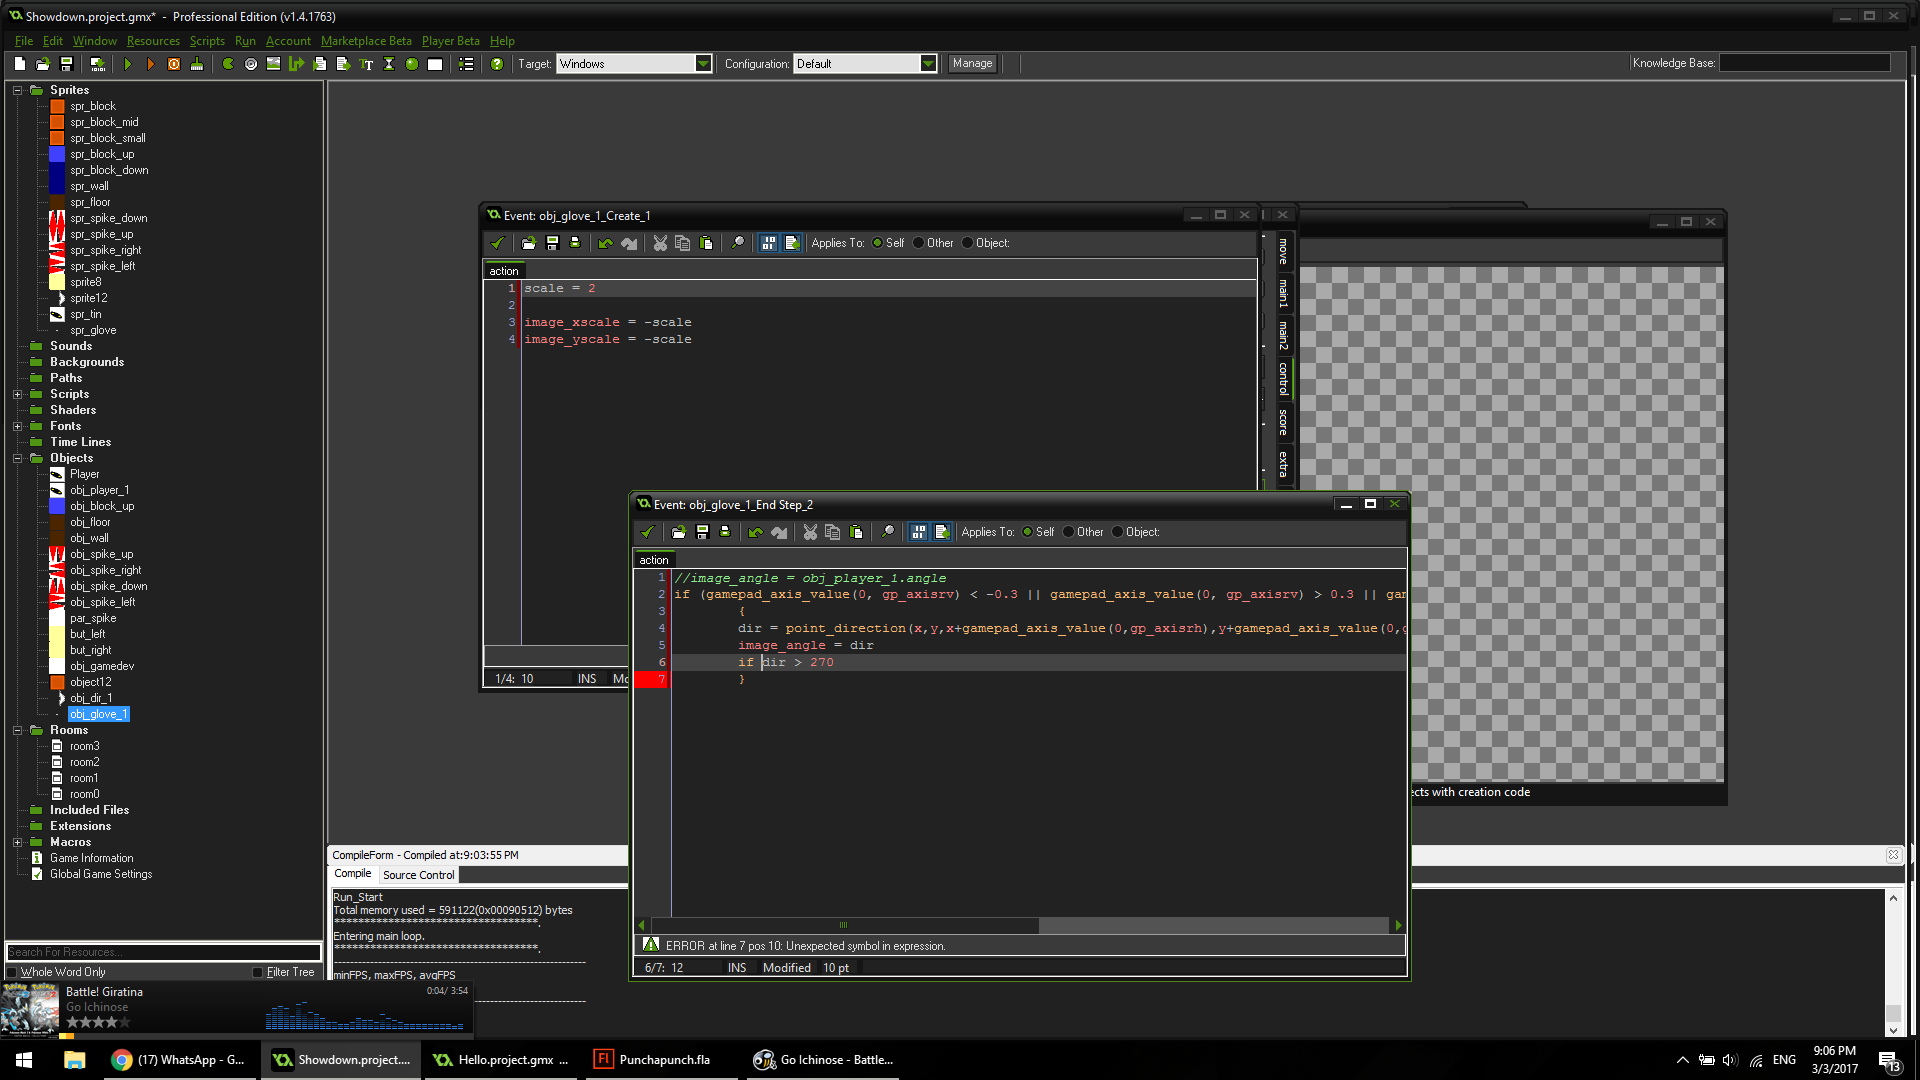 Showdown.project.gmx* - Professional Edition (v1.4.1763)
File Edit Window Resources Scripts Run Account Marketplace Beta Player Beta Help
Target: Windows Configuration: Default Manage Knowledge Base:
Sprites
spr_block
spr_block_mid
spr_block_small
spr_block_up
spr_block_down
spr_wall
spr_floor
spr_spike_down
spr_spike_up
spr_spike_right
spr_spike_left
sprite8
sprite12
spr_tin
spr_glove
Sounds
Backgrounds
Paths
Scripts
Shaders
Fonts
Time Lines
Objects
Player
obj_player_1
obj_block_up
obj_floor
obj_wall
obj_spike_up
obj_spike_right
obj_spike_down
obj_spike_left
par_spike
but_left
but_right
obj_gamedev
object12
obj_dir_1
obj_glove_1
Rooms
room3
room2
room1
room0
Included Files
Extensions
Macros
Game Information
Global Game Settings
Search For Resources...
Whole Word Only Filter Tree
Event: obj_glove_1_Create_1
Applies To: Self Other Object:
action
1 scale = 2
2
3 image_xscale = -scale
4 image_yscale = -scale
1/4: 10 INS Mo
move
main1
main2
control
score
extra
ects with creation code
Event: obj_glove_1_End Step_2
Applies To: Self Other Object:
action
1 //image_angle = obj_player_1.angle
2 if (gamepad_axis_value(0, gp_axisrv) < -0.3 || gamepad_axis_value(0, gp_axisrv) > 0.3 || gam
3 {
4 dir = point_direction(x,y,x+gamepad_axis_value(0,gp_axisrh),y+gamepad_axis_value(0,g
5 image_angle = dir
6 if dir > 270
7 }
ERROR at line 7 pos 10: Unexpected symbol in expression.
6/7: 12 INS Modified 10 pt
CompileForm - Compiled at:9:03:55 PM
Compile Source Control
Run_Start
Total memory used = 591122(0x00090512) bytes
***********************************.
Entering main loop.
***********************************.
minFPS, maxFPS, avgFPS
Battle! Giratina 0:04/ 3:54
Go Ichinose
(17) WhatsApp - G... Showdown.project.... Hello.project.gmx ... Punchapunch.fla Go Ichinose - Battle...
ENG 9:06 PM
3/3/2017
13